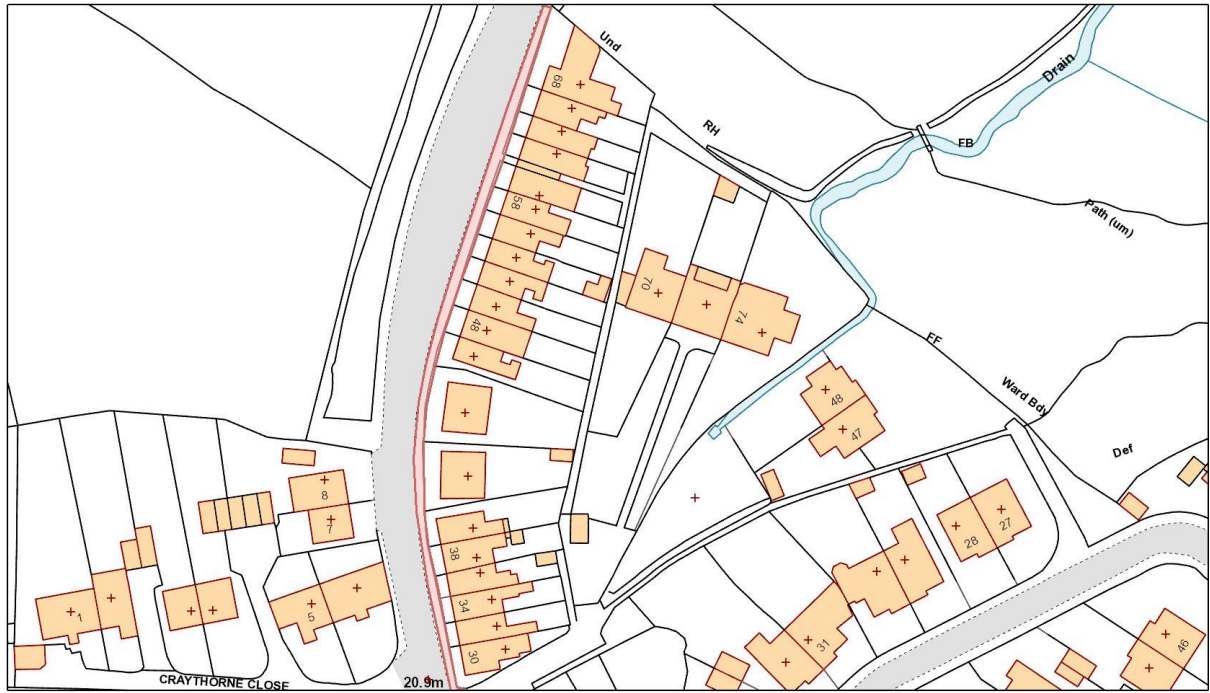 Und
68
Drain
RH
FB
58
Path (um)
70
74
48
FF
48
47
Ward Bdy
Def
8
7
38
27
28
1
5
34
31
46
30
CRAYTHORNE CLOSE
20.9m